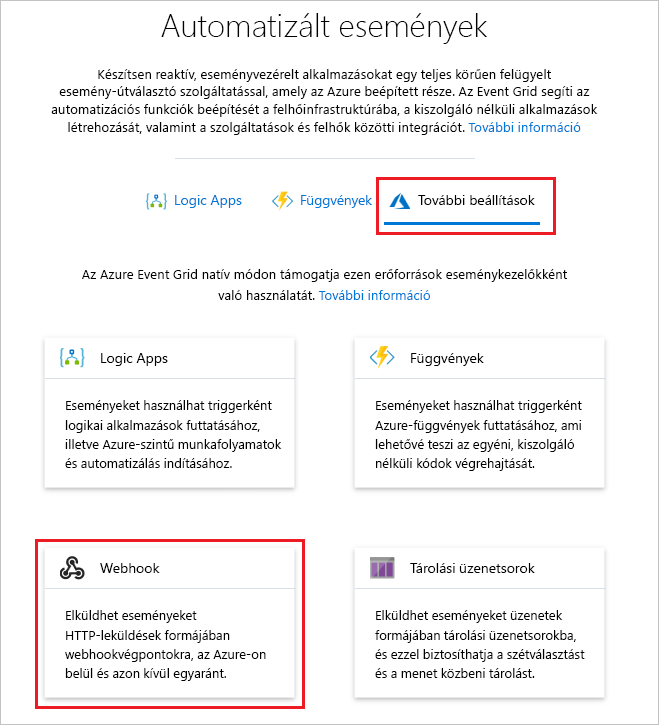 Automatizált események
Készítsen reaktív, eseményvezérelt alkalmazásokat egy teljes körűen felügyelt
esemény-útválasztó szolgáltatással, amely az Azure beépített része. Az Event Grid segíti az
automatizációs funkciók beépítését a felhőinfrastruktúrába, a kiszolgáló nélküli alkalmazások
létrehozását, valamint a szolgáltatások és felhők közötti integrációt. További információ
Logic Apps Függvények További beállítások
Az Azure Event Grid natív módon támogatja ezen erőforrások eseménykezelőkként
való használatát. További információ
Logic Apps
Eseményeket használhat triggerként
logikai alkalmazások futtatásához,
illetve Azure-szintű munkafolyamatok
és automatizálás indításához.
Függvények
Eseményeket használhat triggerként
Azure-függvények futtatásához, ami
lehetővé teszi az egyéni, kiszolgáló
nélküli kódok végrehajtását.
Webhook
Elküldhet eseményeket
HTTP-leküldések formájában
webhookvégpontokra, az Azure-on
belül és azon kívül egyaránt.
Tárolási üzenetsorok
Elküldhet eseményeket üzenetek
formájában tárolási üzenetsorokba,
és ezzel biztosíthatja a szétválasztást
és a menet közbeni tárolást.